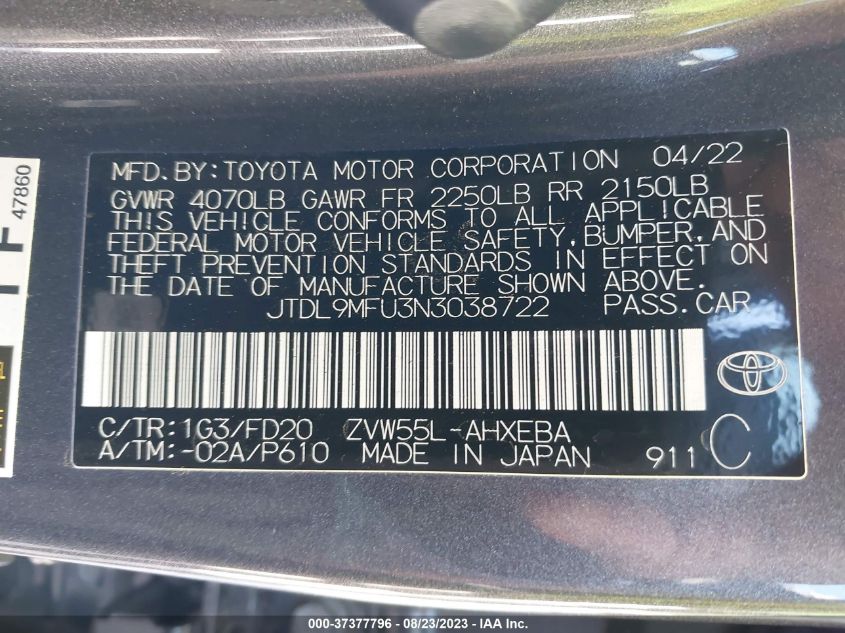 MFD.BY:TOYOTA MOTOR CORPORATION 04/22
GVWR 4070LB GAWR FR 2250LB RR 2150LB
THIS VEHICLE CONFORMS TO ALL APPLICABLE
FEDERAL MOTOR VEHICLE SAFETY,BUMPER,AND
THEFT PREVENTION STANDARDS IN EFFECT ON
THE DATE OF MANUFACTURE SHOWN ABOVE.
JTDL9MFU3N3038722 PASS.CAR
C/TR:1G3/FD20 ZVW55L-AHXEBA
A/TM:-02A/P610 MADE IN JAPAN 911 C
47860
000-37377796 - 08/23/2023 - Copyright © 2023 IAA, Inc.